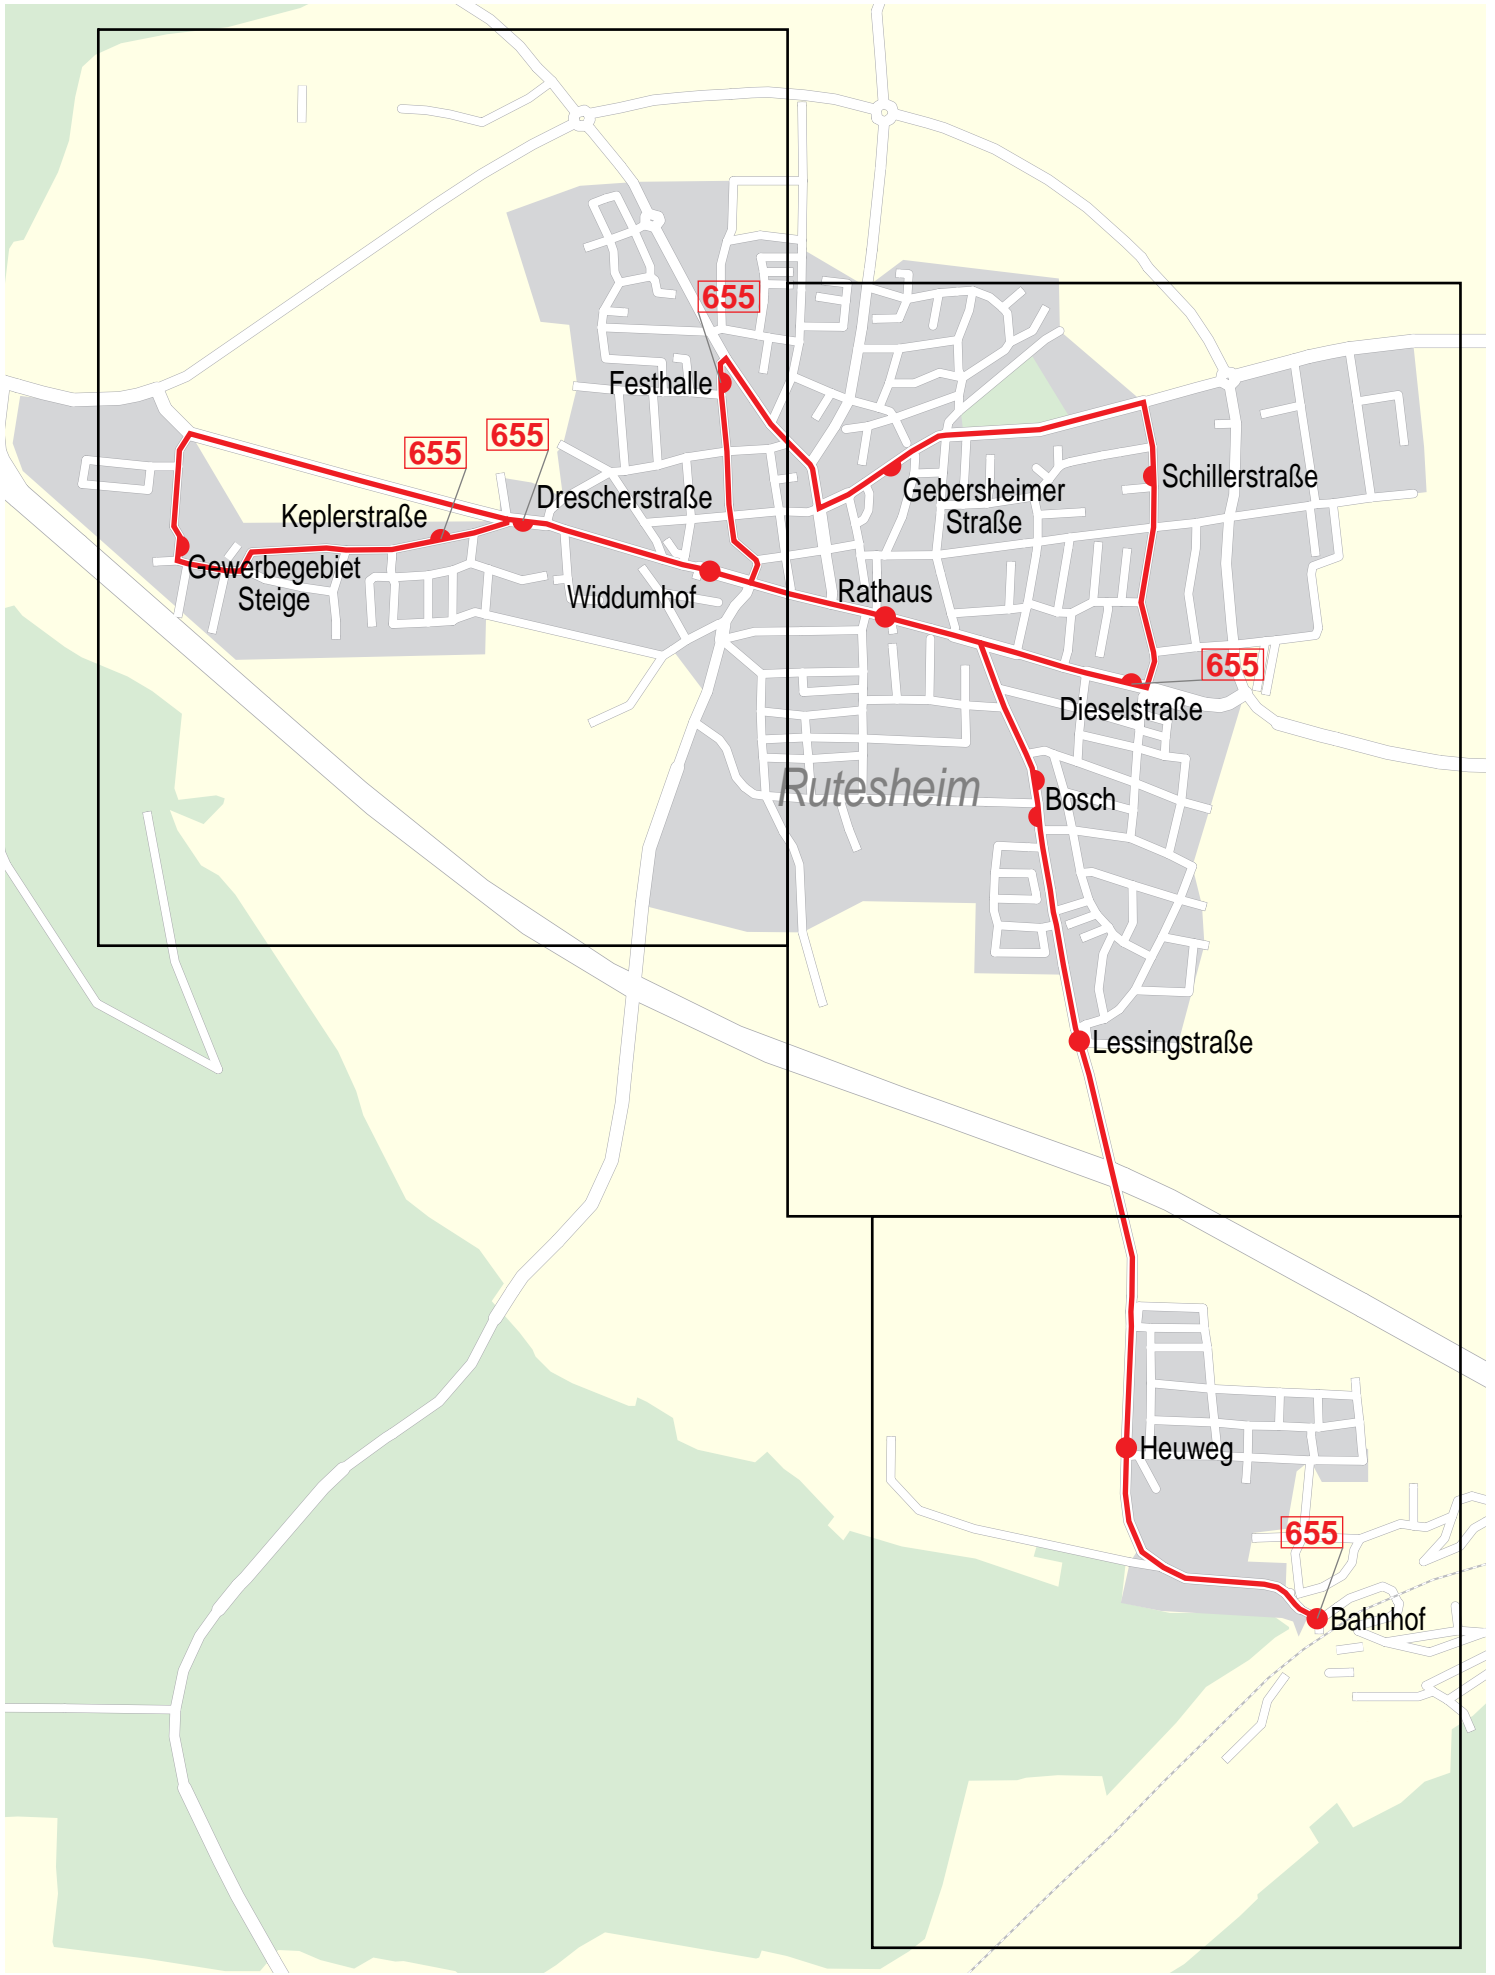 655
Festhalle
655
655
Drescherstraße
Keplerstraße
Gebersheimer
Straße
Schillerstraße
Gewerbegebiet
Steige
Widdumhof
Rathaus
655
Dieselstraße
Rutesheim
Bosch
Lessingstraße
Heuweg
655
Bahnhof